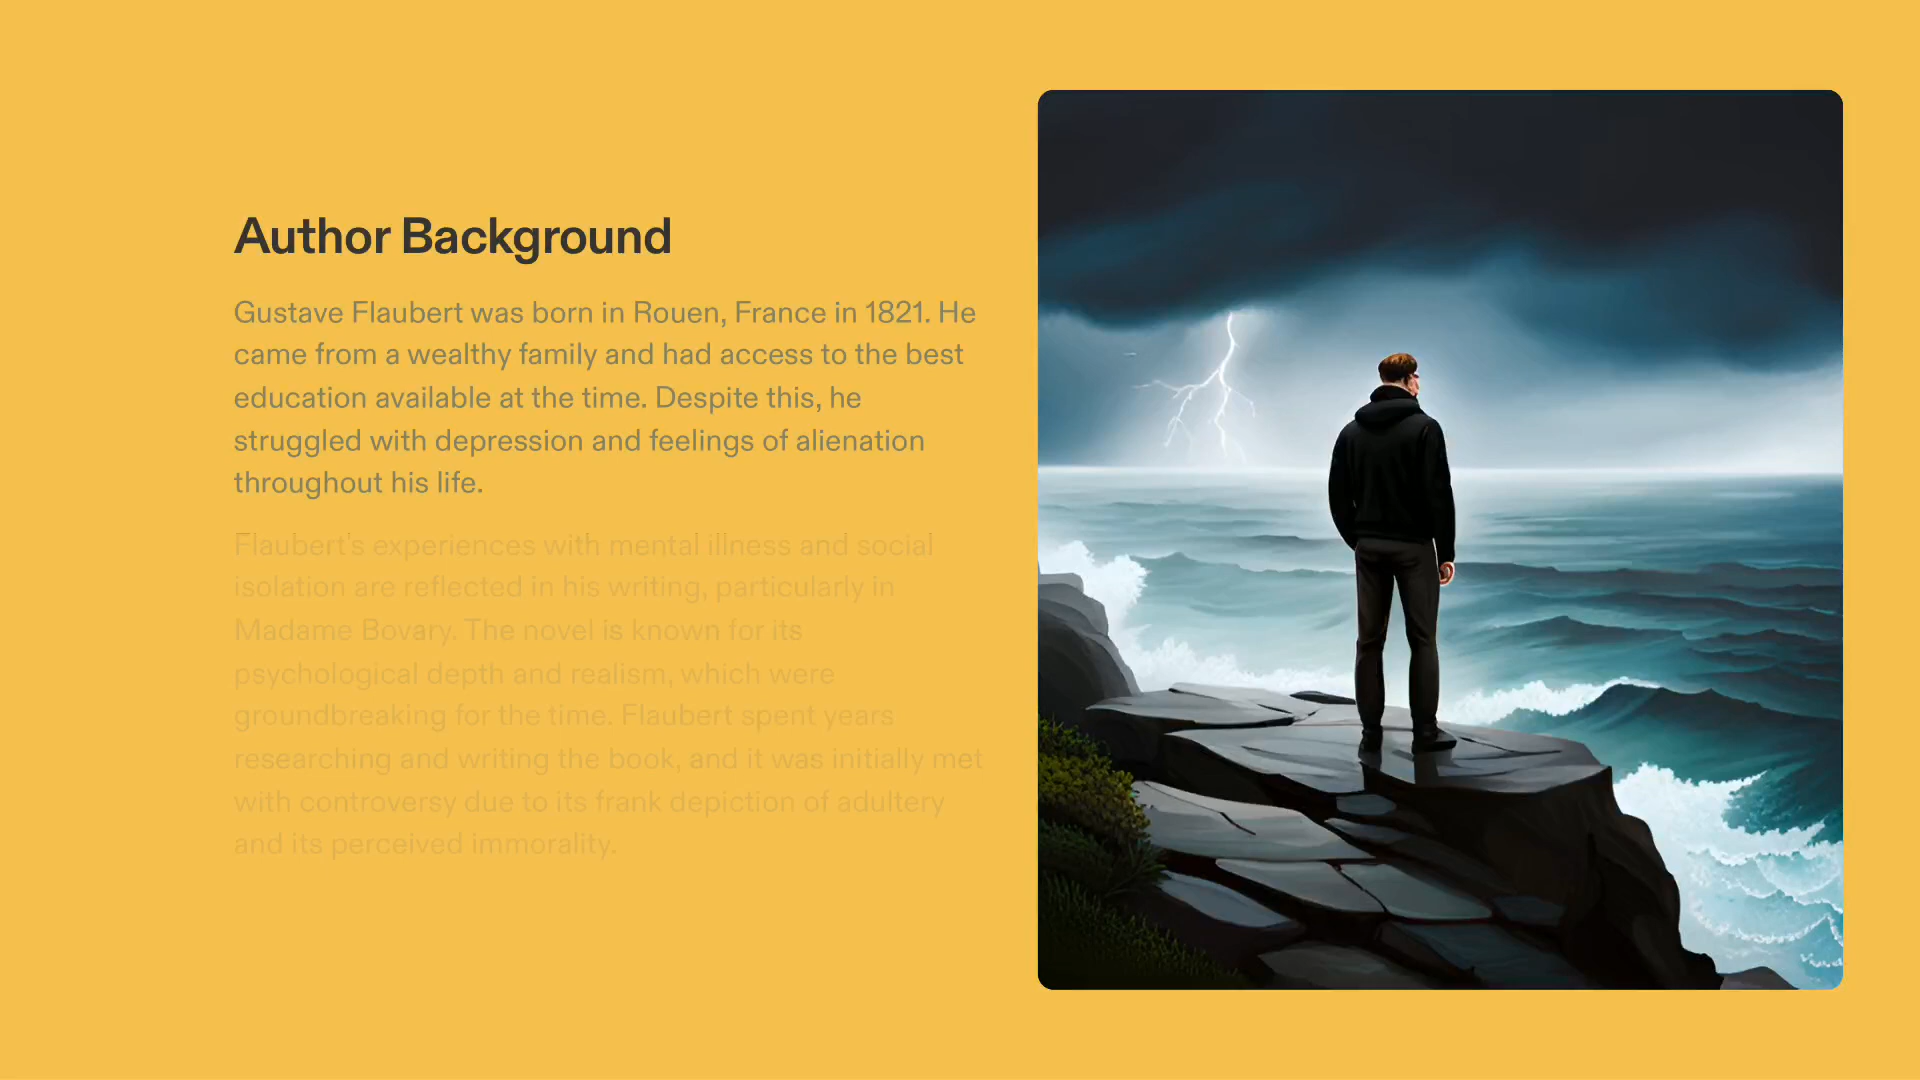 Author Background
Gustave Flaubert was born in Rouen, France in 1821. He
came from a wealthy family and had access to the best
education available at the time. Despite this, he
struggled with depression and feelings of alienation
throughout his life.
Flaubert's experiences with mental illness and social
isolation are reflected in his writing, particularly in
Madame Bovary. The novel is known for its
psychological depth and realism, which were
groundbreaking for the time. Flaubert spent years
researching and writing the book, and it was initially met
with controversy due to its frank depiction of adultery
and its perceived immorality.